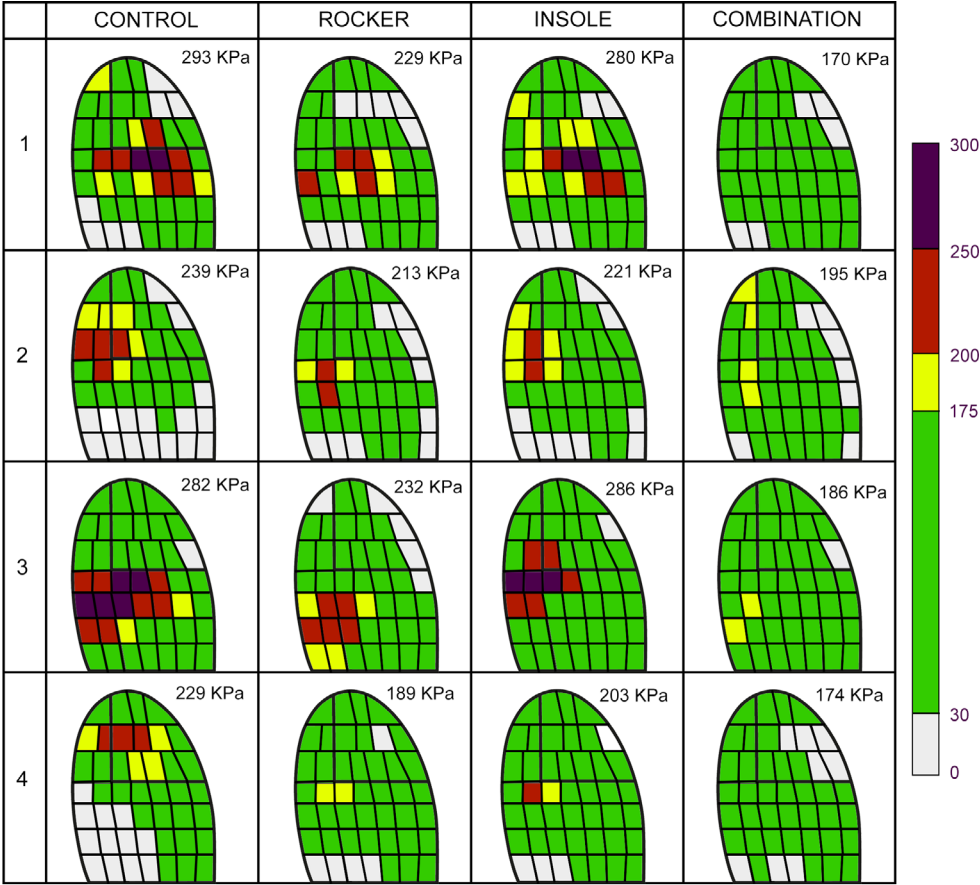 CONTROL ROCKER INSOLE COMBINATION
1 293 KPa 229 KPa 280 KPa 170 KPa
2 239 KPa 213 KPa 221 KPa 195 KPa
3 282 KPa 232 KPa 286 KPa 186 KPa
4 229 KPa 189 KPa 203 KPa 174 KPa
300
250
200
175
30
0